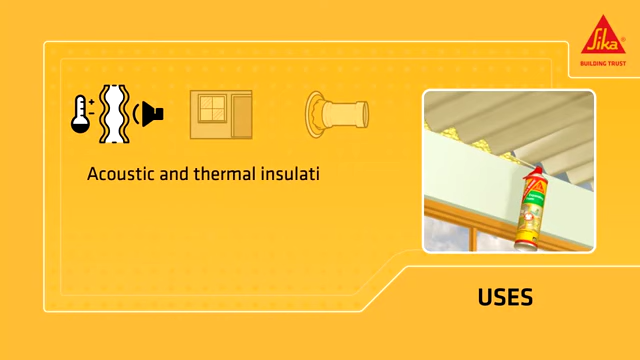 Sika
BUILDING TRUST
Acoustic and thermal insulati
USES